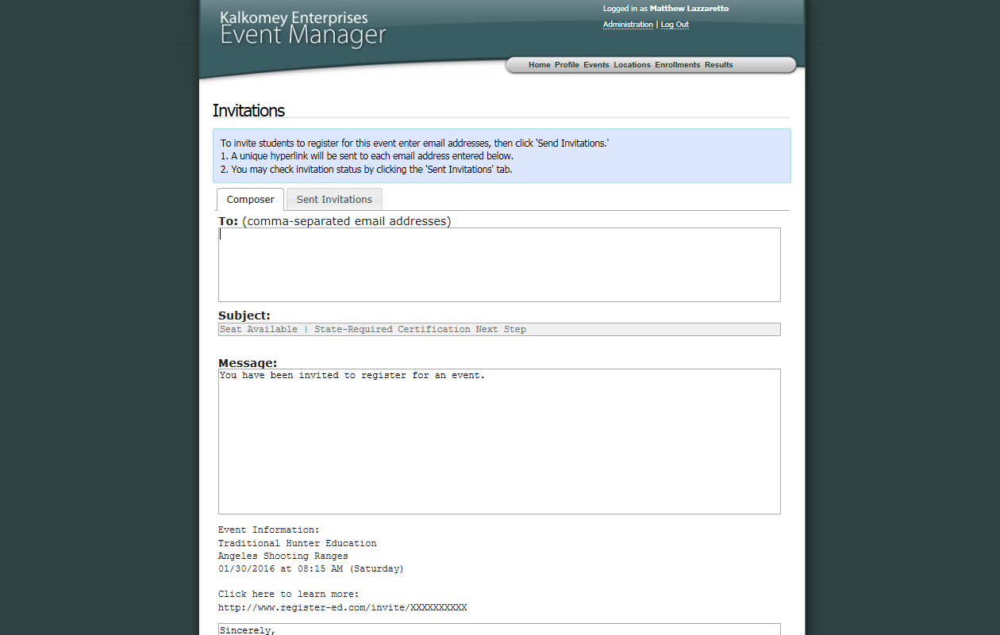 Kalkomey Enterprises
Event Manager
Logged in as Matthew Lazzaretto
Administration | Log Out
Home Profile Events Locations Enrollments Results
Invitations
To invite students to register for this event enter email addresses, then click 'Send Invitations.'
1. A unique hyperlink will be sent to each email address entered below.
2. You may check invitation status by clicking the 'Sent Invitations' tab.
Composer Sent Invitations
To: (comma-separated email addresses)
Subject:
Seat Available | State-Required Certification Next Step
Message:
You have been invited to register for an event.
Event Information:
Traditional Hunter Education
Angeles Shooting Ranges
01/30/2016 at 08:15 AM (Saturday)
Click here to learn more:
http://www.register-ed.com/invite/XXXXXXXXXX
Sincerely,